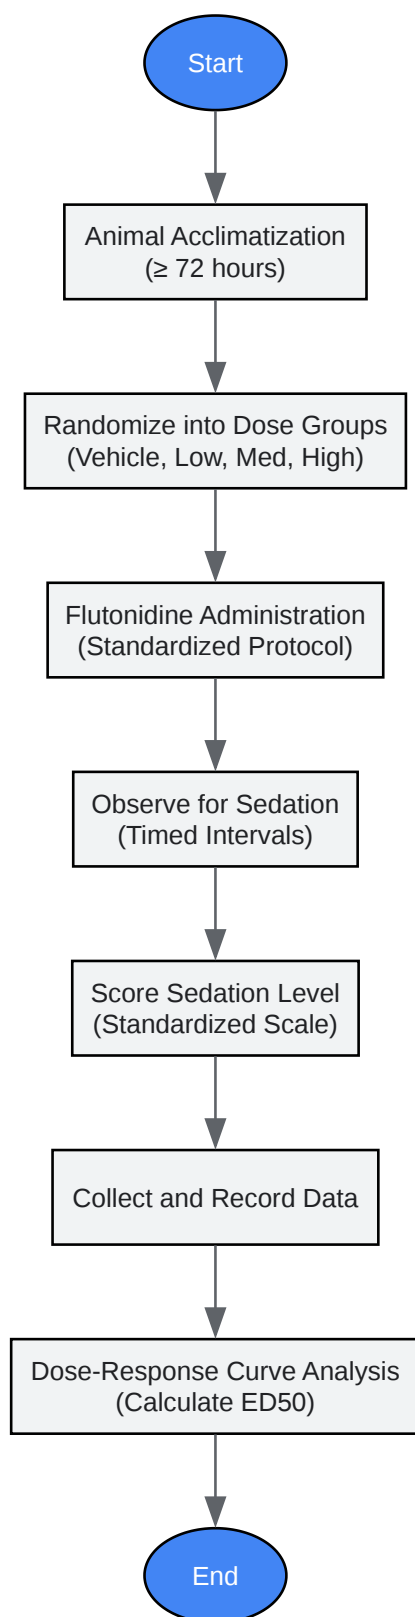 Start
Animal Acclimatization
(≥ 72 hours)
Randomize into Dose Groups
(Vehicle, Low, Med, High)
Flutonidine Administration
(Standardized Protocol)
Observe for Sedation
(Timed Intervals)
Score Sedation Level
(Standardized Scale)
Collect and Record Data
Dose-Response Curve Analysis
(Calculate ED50)
End